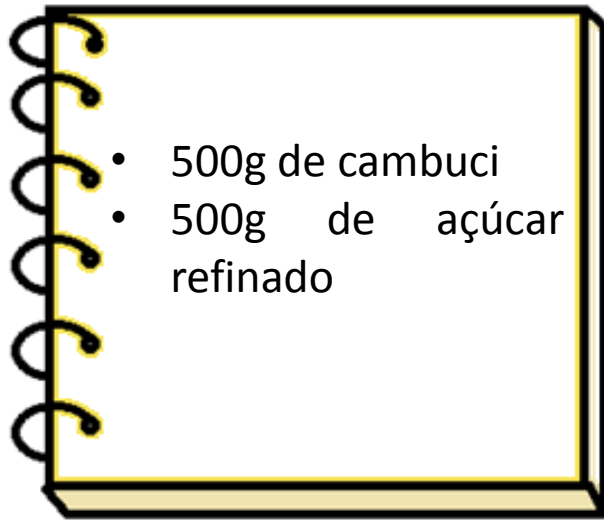 • 500g de cambuci
• 500g de açúcar
refinado